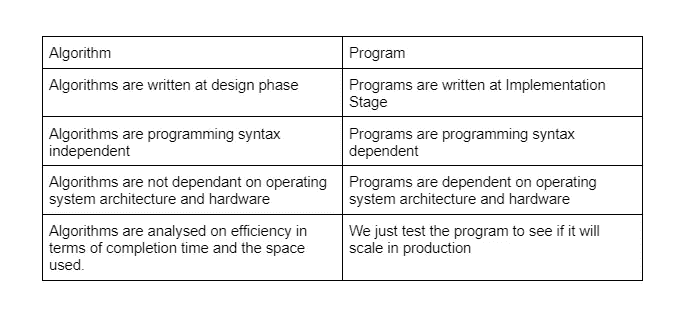 Algorithm
Program
Algorithms are written at design phase
Programs are written at Implementation
Stage
Algorithms are programming syntax
independent
Programs are programming syntax
dependent
Algorithms are not dependant on operating
system architecture and hardware
Programs are dependent on operating
system architecture and hardware
Algorithms are analysed on efficiency in
terms of completion time and the space
used.
We just test the program to see if it will
scale in production